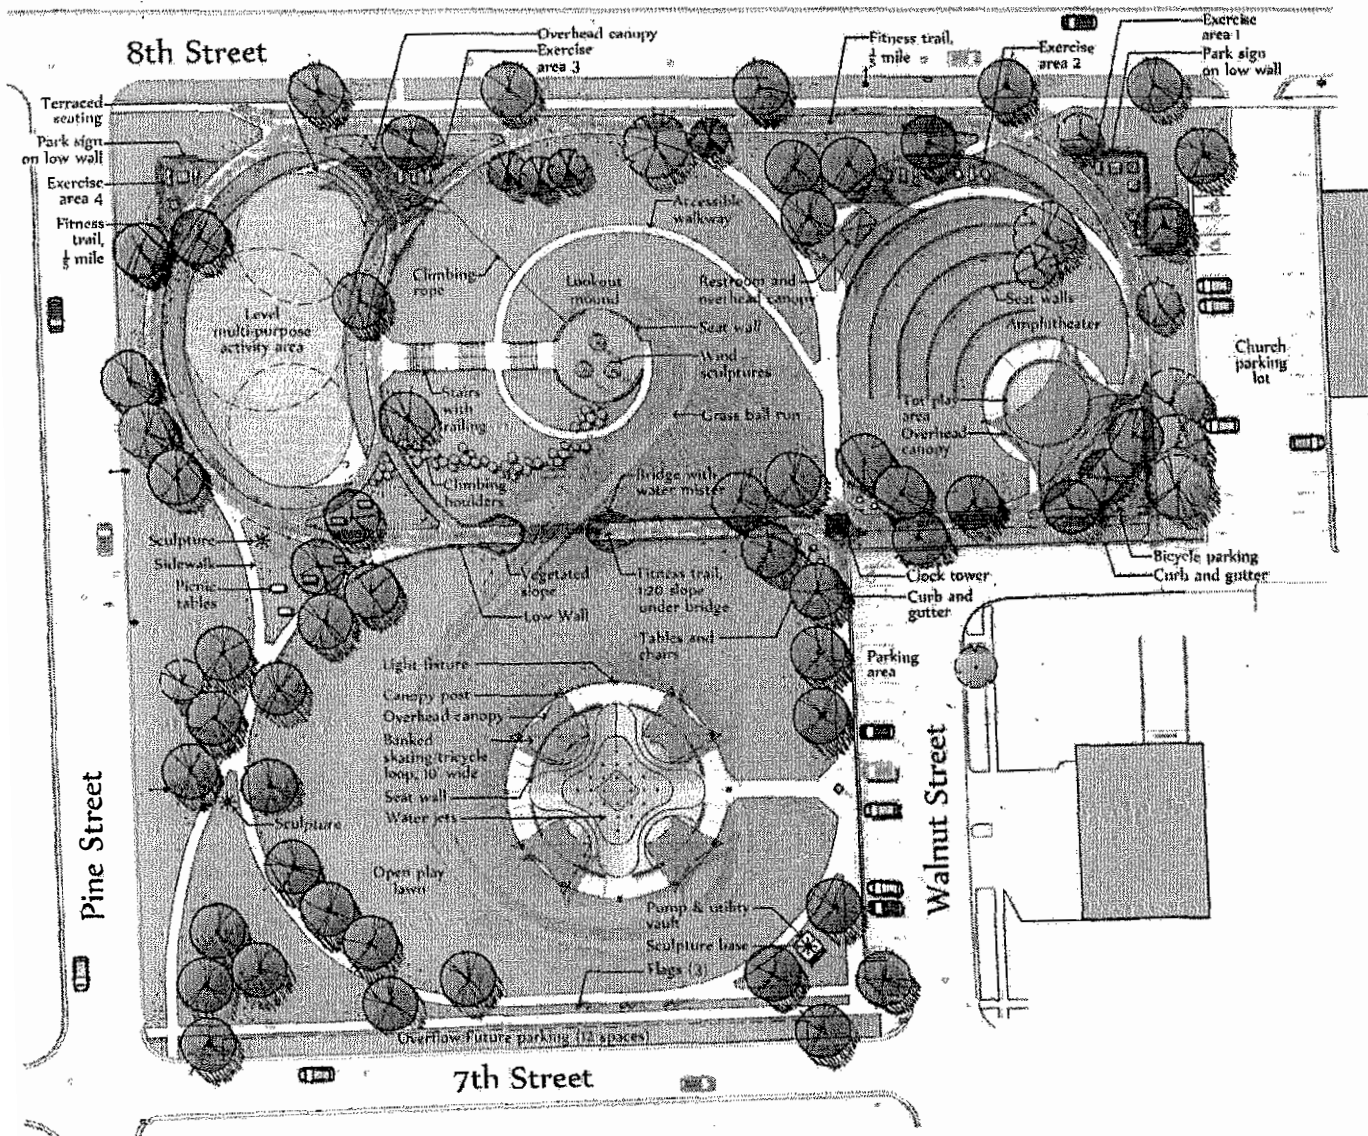 8th Street
Overhead canopy
Exercise
area 3
Fitness trail,
1/2 mile
Exercise
area 2
Exercise
area 1
Park sign
on low wall
Terraced
seating
Park sign
on low wall
Exercise
area 4
Fitness
trail,
Accessible
walkway
Climbing
rope
Lookout
mound
Restroom and
overhead canopy
Seat walls
Level
multi-purpose
activity area
Seat wall
Amphitheater
Wind
sculptures
Church
parking
lot
Stairs
with
railing
Grass ball run
Tot play
area
Overhead
canopy
Climbing
boulders
Bridge with
water mister
Sculpture
Sidewalk
Picnic
tables
Vegetated
slope
Fitness trail,
1:20 slope
under bridge
Low Wall
Clock tower
Curb and
gutter
Bicycle parking
Curb and gutter
Tables and
chairs
Parking
area
Light fixture
Canopy post
Overhead canopy
Banked
skating/tricycle
loop, 10' wide
Seat wall
Water jets
Sculpture
Pine Street
Walnut Street
Open play
lawn
Pump & utility
vault
Sculpture base
Flags (3)
Overflow Future parking (12 spaces)
7th Street